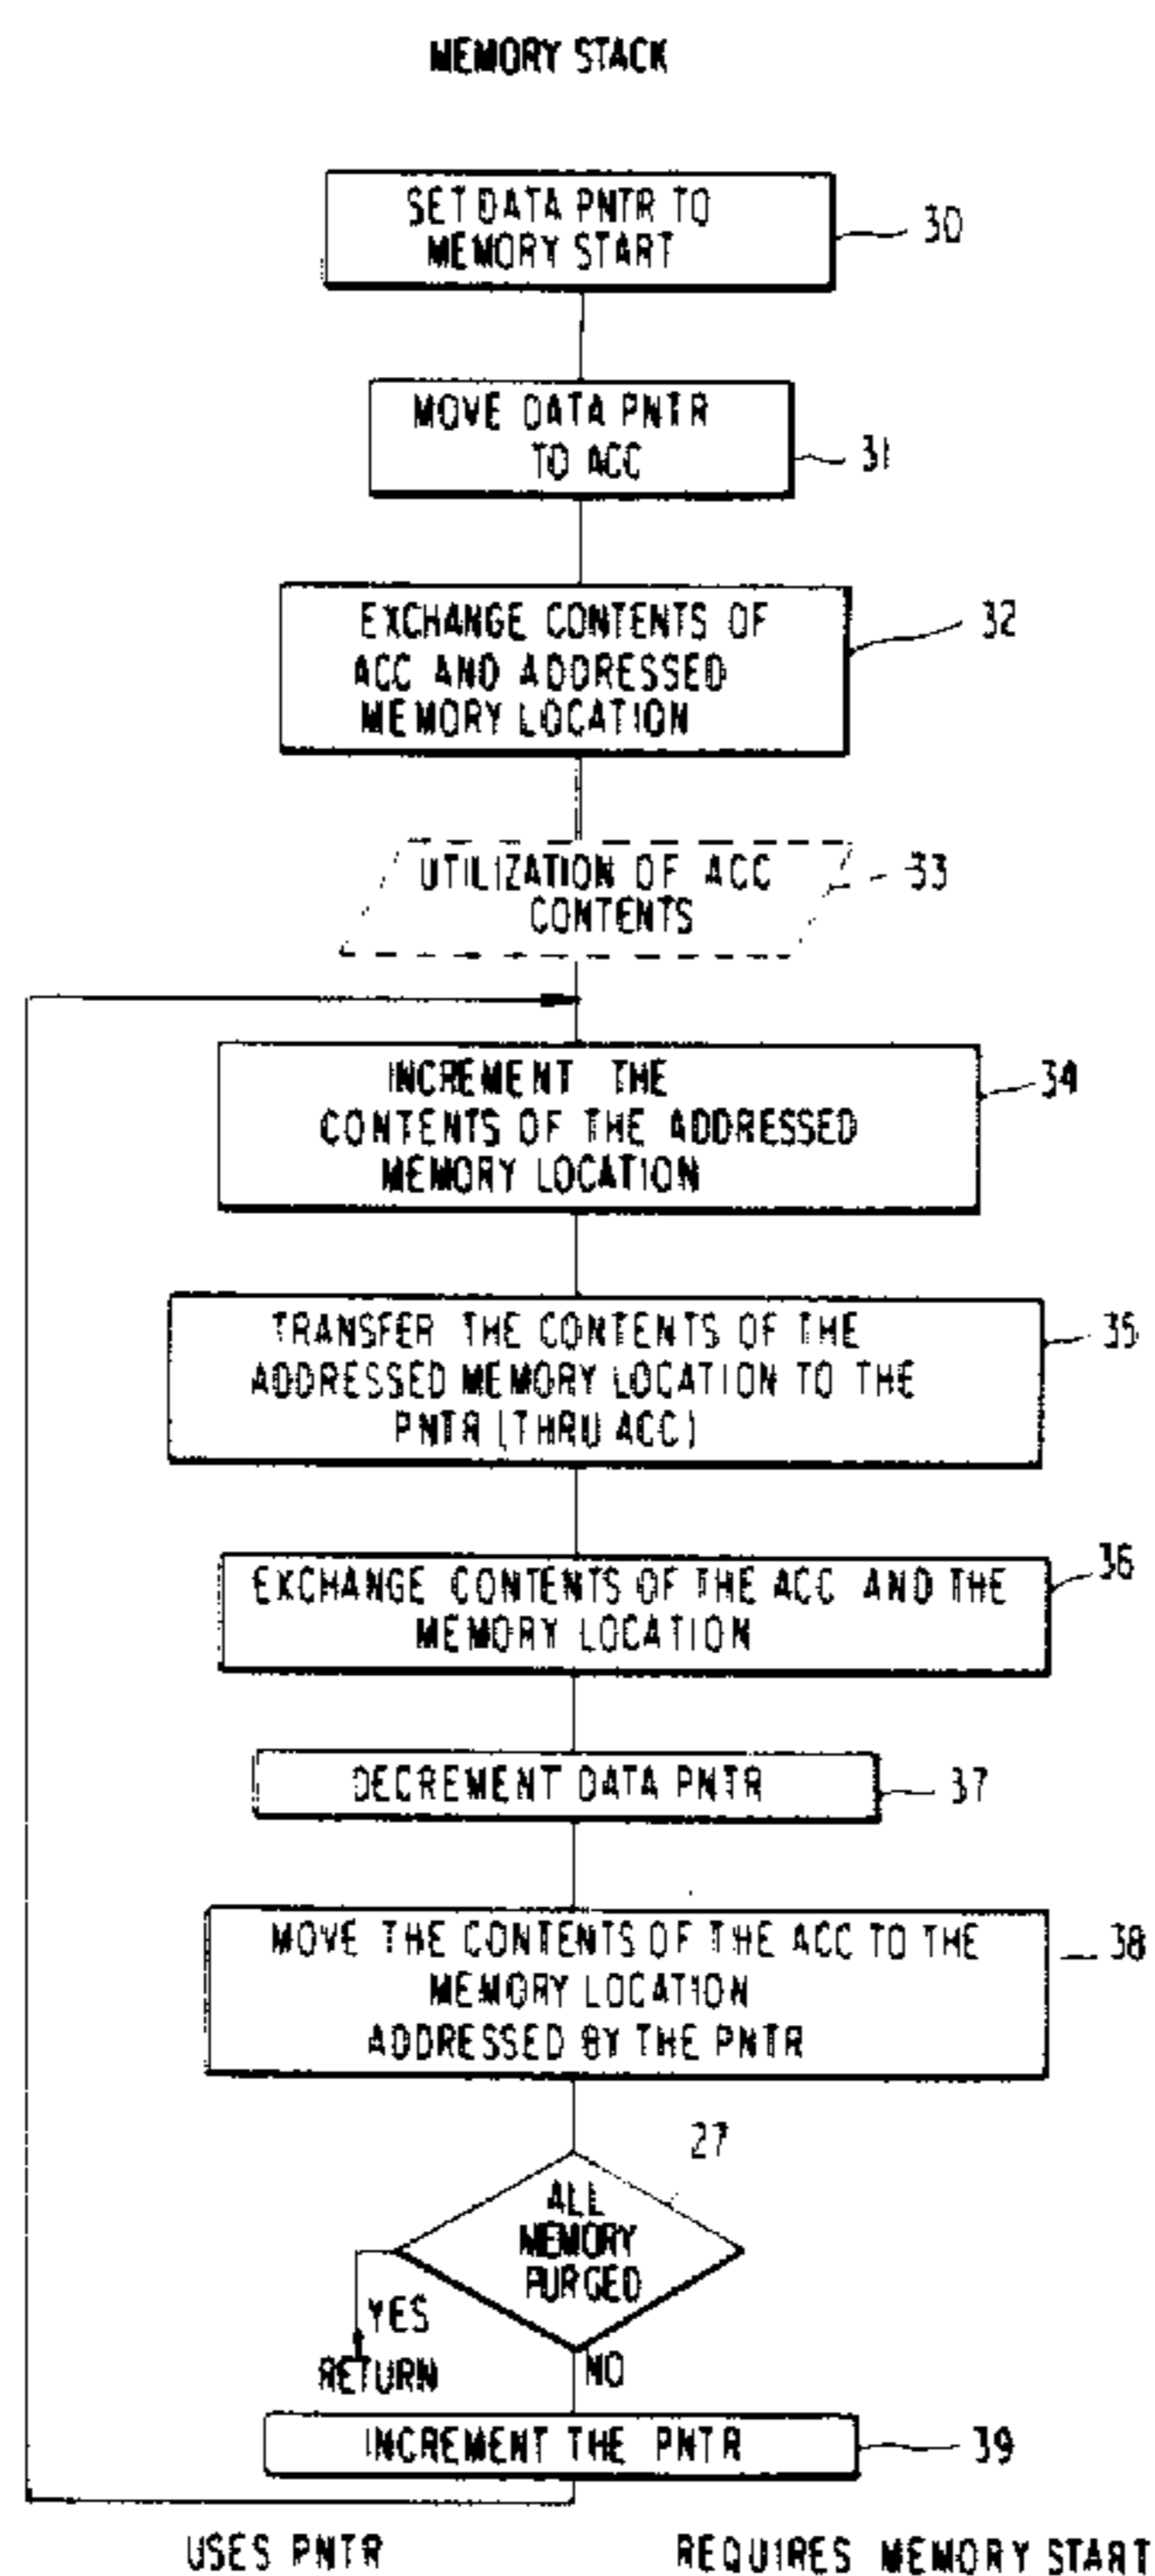 MEMORY STACK
SET DATA PNTR TO
MEMORY START
30
MOVE DATA PNTR
TO ACC
31
EXCHANGE CONTENTS OF
ACC AND ADDRESSED
MEMORY LOCATION
32
UTILIZATION OF ACC
CONTENTS
33
INCREMENT THE
CONTENTS OF THE ADDRESSED
MEMORY LOCATION
34
TRANSFER THE CONTENTS OF THE
ADDRESSED MEMORY LOCATION TO THE
PNTR (THRU ACC)
35
EXCHANGE CONTENTS OF THE ACC AND THE
MEMORY LOCATION
36
DECREMENT DATA PNTR
37
MOVE THE CONTENTS OF THE ACC TO THE
MEMORY LOCATION
ADDRESSED BY THE PNTR
38
27
ALL
MEMORY
PURGED
YES
RETURN
NO
INCREMENT THE PNTR
39
USES PNTR
REQUIRES MEMORY START